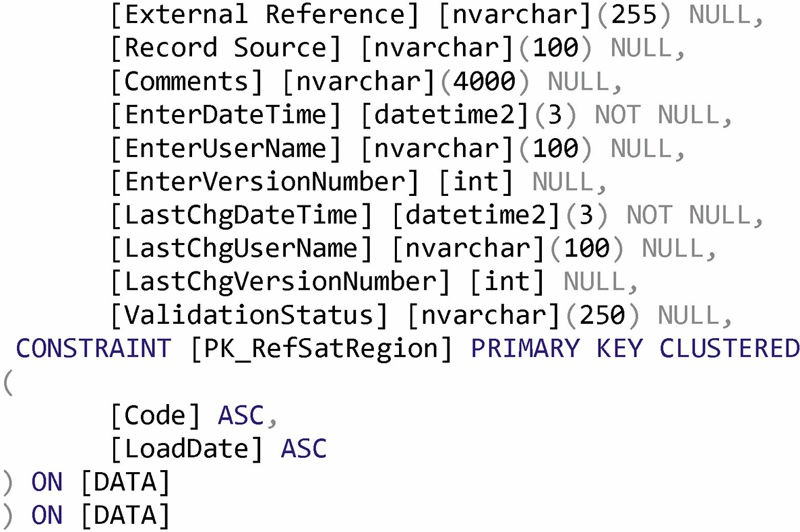 [External Reference] [nvarchar](255) NULL,
[Record Source] [nvarchar](100) NULL,
[Comments] [nvarchar](4000) NULL,
[EnterDateTime] [datetime2](3) NOT NULL,
[EnterUserName] [nvarchar](100) NULL,
[EnterVersionNumber] [int] NULL,
[LastChgDateTime] [datetime2](3) NOT NULL,
[LastChgUserName] [nvarchar](100) NULL,
[LastChgVersionNumber] [int] NULL,
[ValidationStatus] [nvarchar](250) NULL,
CONSTRAINT [PK_RefSatRegion] PRIMARY KEY CLUSTERED
(
[Code] ASC,
[LoadDate] ASC
) ON [DATA]
) ON [DATA]